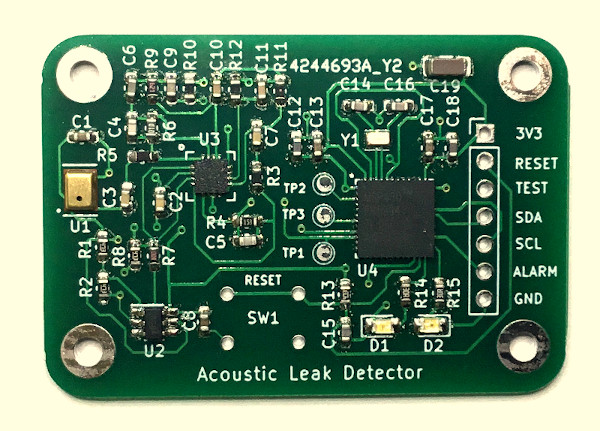 C6 R9 C9 R10 C10 R12 C11 R11
4244693A_Y2
C19
C14 C16
C1
C4
R6
U3
C7
C12 C13
Y1
C17 C18
3V3
R5
R3
RESET
TP2
TEST
C3
C2
U1
R4
TP3
SDA
C5
R1
R8
R7
TP1
U4
SCL
R2
RESET
R13
R14
R15
ALARM
GND
U2
C8
SW1
C15
D1
D2
Acoustic Leak Detector